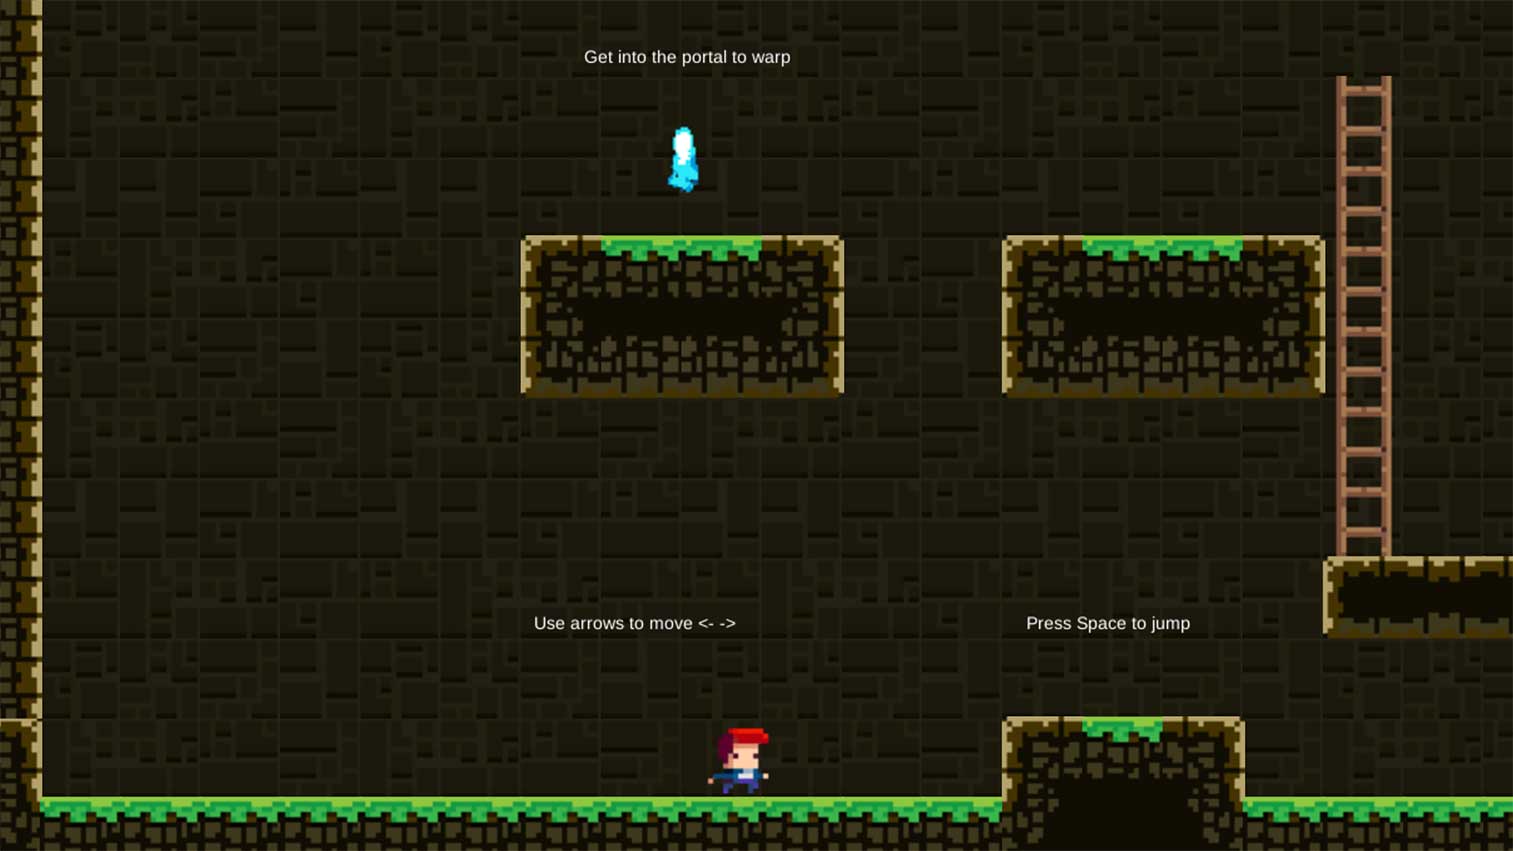 Get into the portal to warp
Use arrows to move <- ->
Press Space to jump